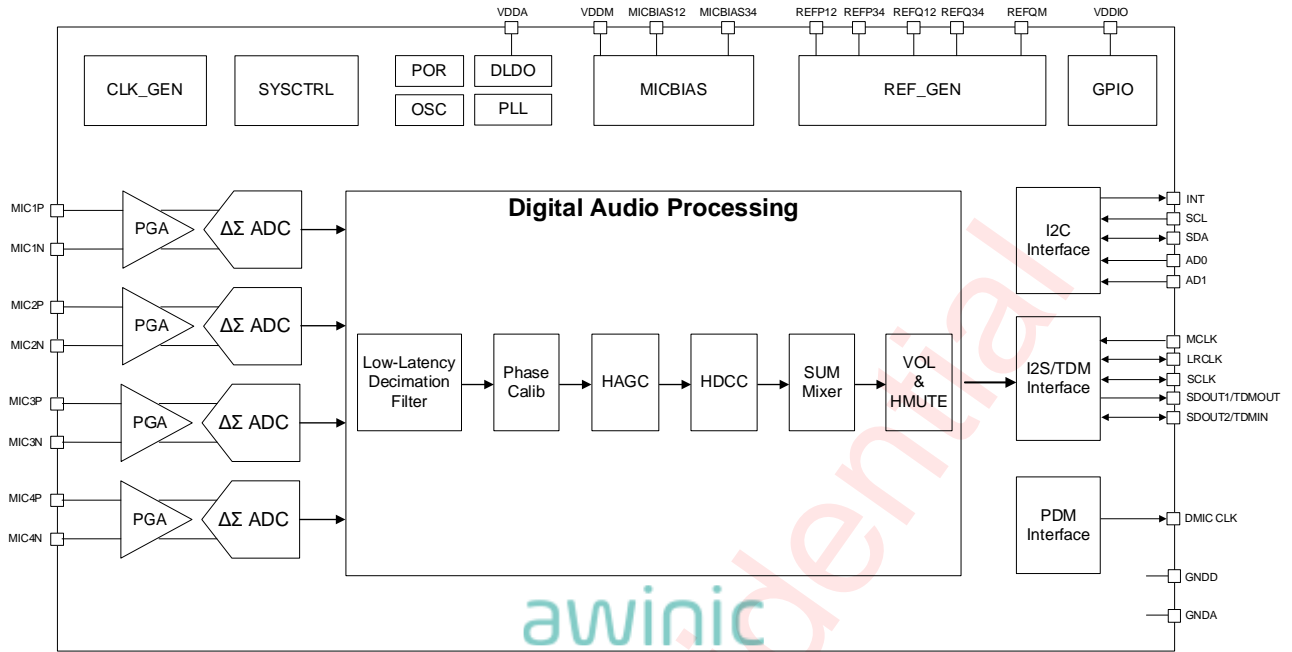 VDDA VDDM MICBIAS12 MICBIAS34 REFP12 REFP34 REFQ12 REFQ34 REFQM VDDIO
CLK_GEN
SYSCTRL
POR
DLDO
OSC
PLL
MICBIAS
REF_GEN
GPIO
MIC1P
MIC1N
PGA
ΔΣ ADC
MIC2P
MIC2N
PGA
ΔΣ ADC
MIC3P
MIC3N
PGA
ΔΣ ADC
MIC4P
MIC4N
PGA
ΔΣ ADC
Digital Audio Processing
Low-Latency
Decimation
Filter
Phase
Calib
HAGC
HDCC
SUM
Mixer
VOL
&
HMUTE
I2C
Interface
INT
SCL
SDA
AD0
AD1
I2S/TDM
Interface
MCLK
LRCLK
SCLK
SDOUT1/TDMOUT
SDOUT2/TDMIN
PDM
Interface
DMIC CLK
GNDD
GNDA
awinic